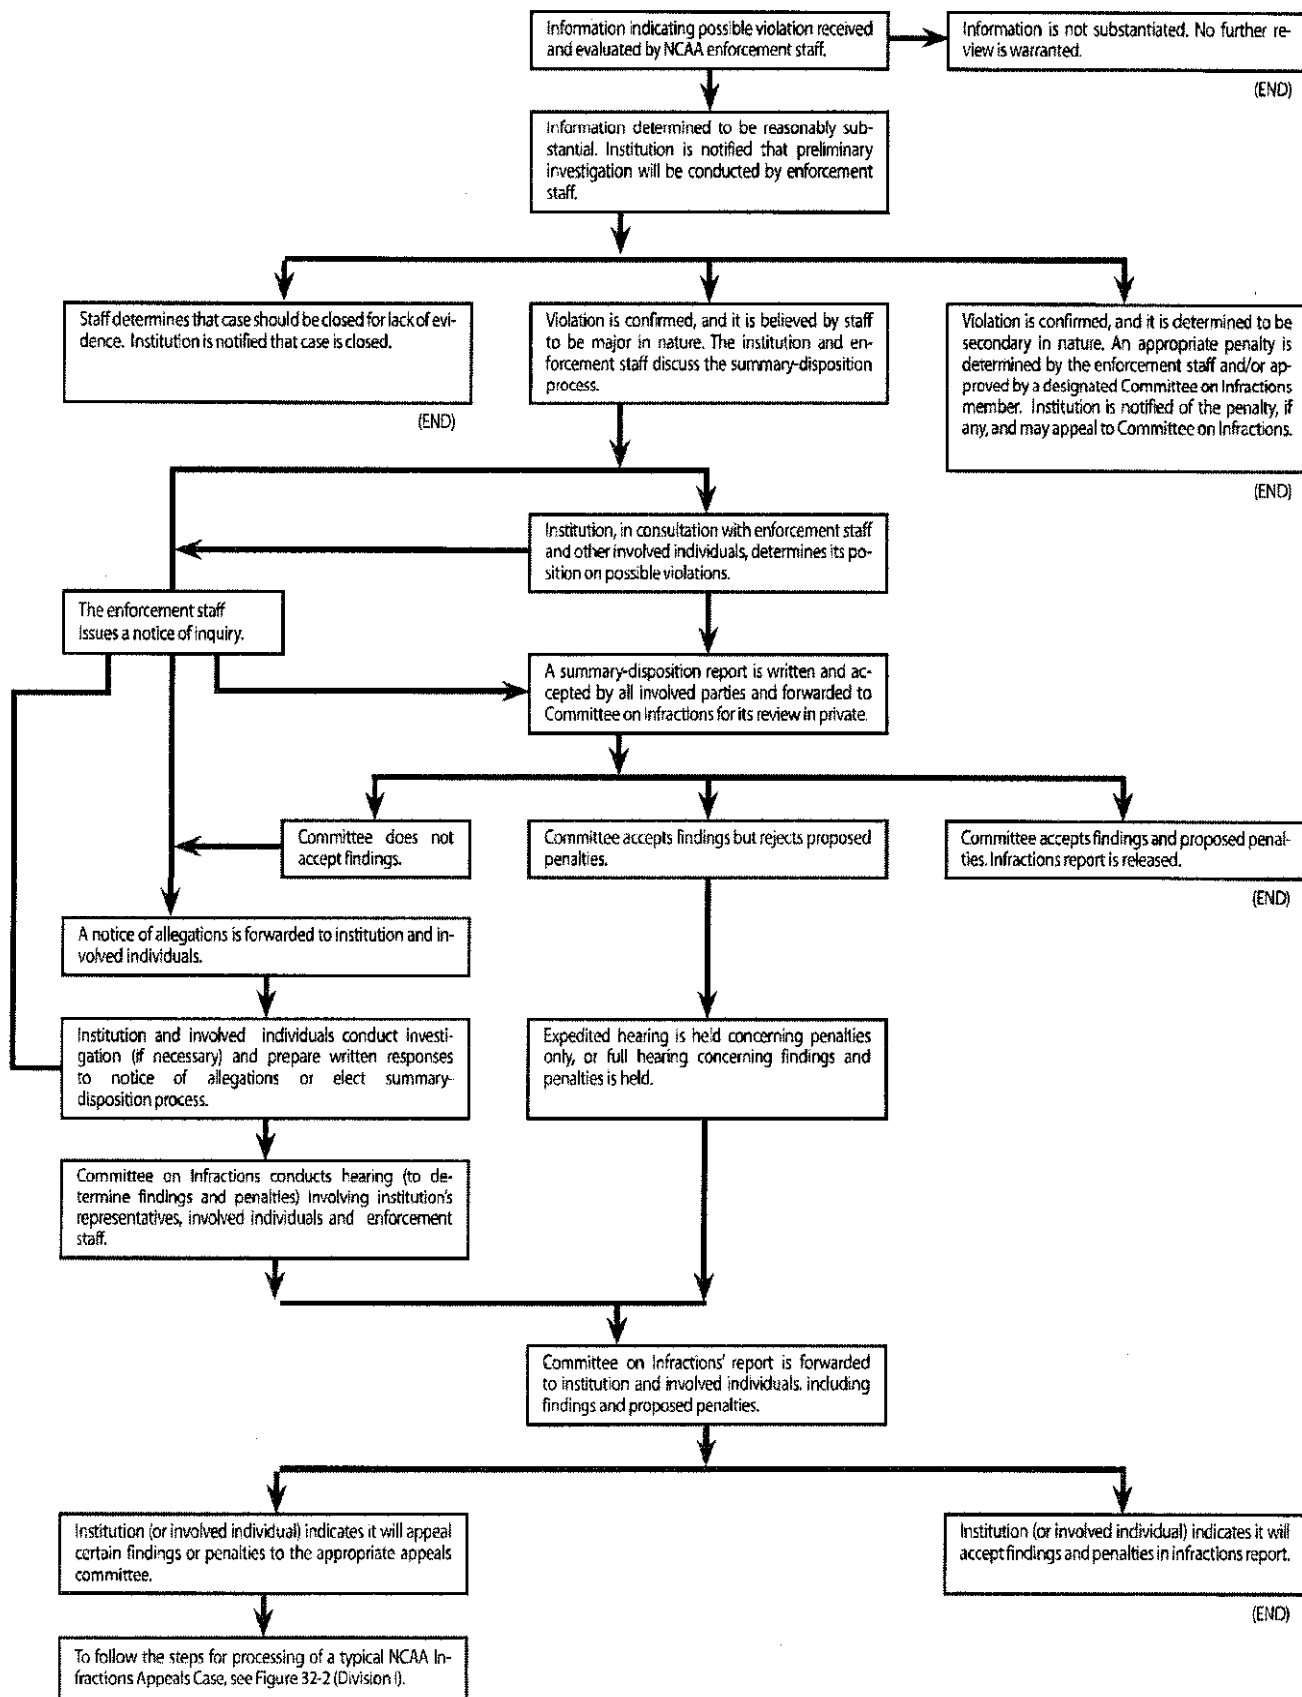 Information indicating possible violation received
and evaluated by NCAA enforcement staff.
Information is not substantiated. No further re-
view is warranted.
(END)
Information determined to be reasonably sub-
stantial. Institution is notified that preliminary
investigation will be conducted by enforcement
staff.
Staff determines that case should be closed for lack of evi-
dence. Institution is notified that case is closed.
(END)
Violation is confirmed, and it is believed by staff
to be major in nature. The institution and en-
forcement staff discuss the summary-disposition
process.
Violation is confirmed, and it is determined to be
secondary in nature. An appropriate penalty is
determined by the enforcement staff and/or ap-
proved by a designated Committee on Infractions
member. Institution is notified of the penalty, if
any, and may appeal to Committee on Infractions.
(END)
Institution, in consultation with enforcement staff
and other involved individuals, determines its po-
sition on possible violations.
The enforcement staff
issues a notice of inquiry.
A summary-disposition report is written and ac-
cepted by all involved parties and forwarded to
Committee on Infractions for its review in private.
Committee does not
accept findings.
Committee accepts findings but rejects proposed
penalties.
Committee accepts findings and proposed penal-
ties. Infractions report is released.
(END)
A notice of allegations is forwarded to institution and in-
volved individuals.
Institution and involved individuals conduct investi-
gation (if necessary) and prepare written responses
to notice of allegations or elect summary-
disposition process.
Expedited hearing is held concerning penalties
only, or full hearing concerning findings and
penalties is held.
Committee on Infractions conducts hearing (to de-
termine findings and penalties) involving institution's
representatives, involved individuals and enforcement
staff.
Committee on Infractions' report is forwarded
to institution and involved individuals, including
findings and proposed penalties.
Institution (or involved individual) indicates it will appeal
certain findings or penalties to the appropriate appeals
committee.
Institution (or involved individual) indicates it will
accept findings and penalties in infractions report.
(END)
To follow the steps for processing of a typical NCAA In-
fractions Appeals Case, see Figure 32-2 (Division I).